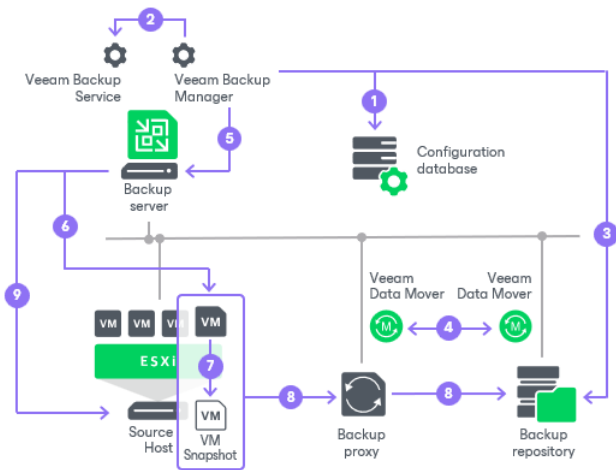 2
Veeam Backup
Service
Veeam Backup
Manager
1
5
Configuration
database
Backup
server
6
3
9
Veeam
Data Mover
Veeam
Data Mover
VM
VM
VM
VM
M
4
M
ESXi
7
8
8
VM
Source
Host
VM
Snapshot
Backup
proxy
Backup
repository